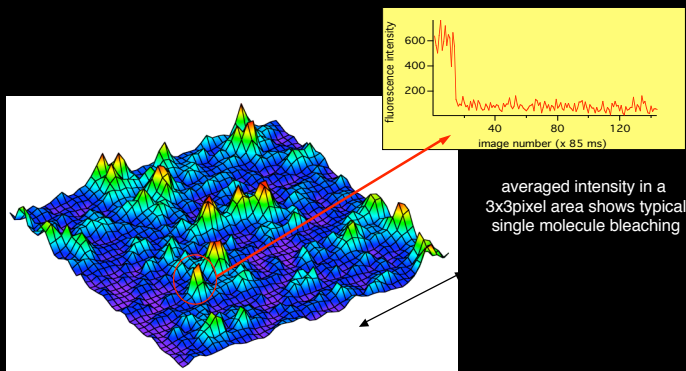 fluorescence intensity
600
400
200
40
80
120
image number (x 85 ms)
averaged intensity in a
3x3pixel area shows typical
single molecule bleaching